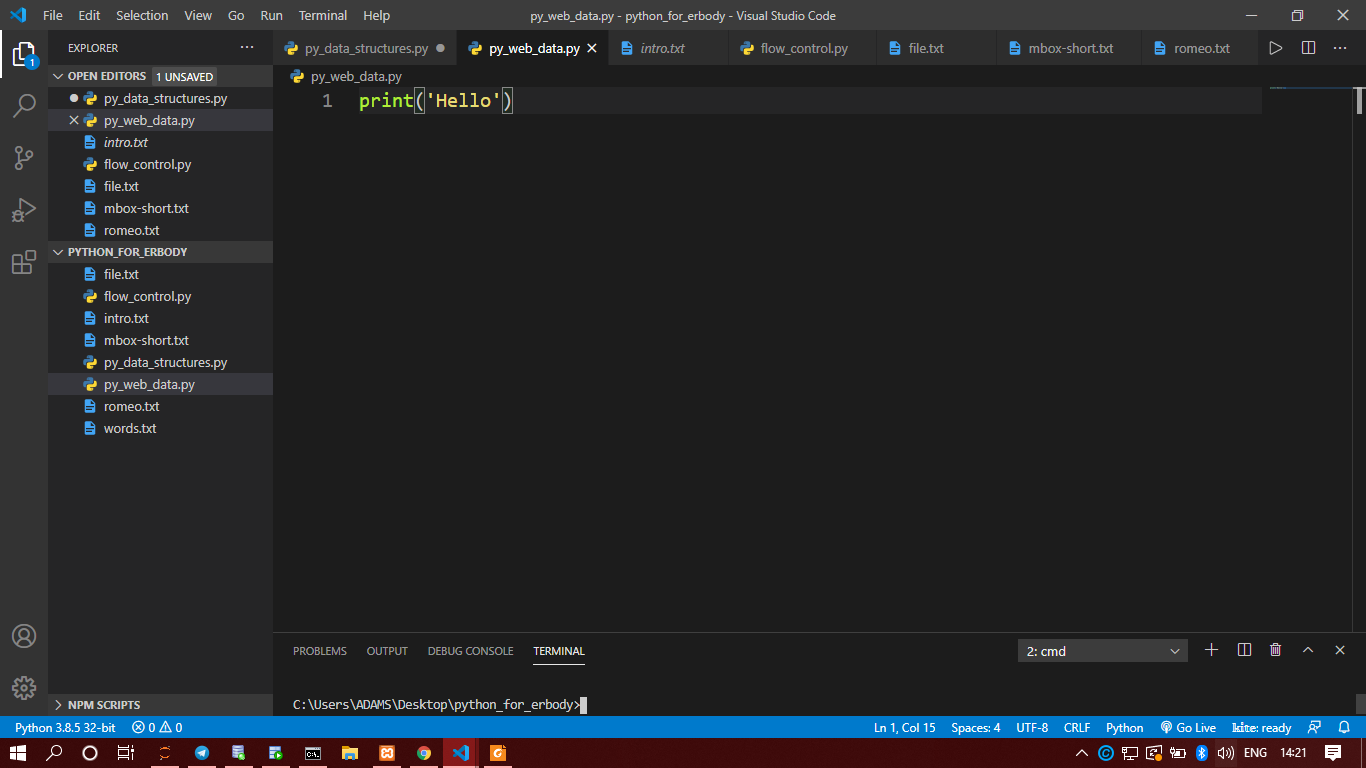 File Edit Selection View Go Run Terminal Help py_web_data.py - python_for_erbody - Visual Studio Code
EXPLORER
1
OPEN EDITORS 1 UNSAVED
py_data_structures.py
py_web_data.py
intro.txt
flow_control.py
file.txt
mbox-short.txt
romeo.txt
PYTHON_FOR_ERBODY
file.txt
flow_control.py
intro.txt
mbox-short.txt
py_data_structures.py
py_web_data.py
romeo.txt
words.txt
NPM SCRIPTS
py_data_structures.py py_web_data.py intro.txt flow_control.py file.txt mbox-short.txt romeo.txt
py_web_data.py
1 print('Hello')
PROBLEMS OUTPUT DEBUG CONSOLE TERMINAL 2: cmd
C:\Users\ADAMS\Desktop\python_for_erbody>
Python 3.8.5 32-bit 0 0 Ln 1, Col 15 Spaces: 4 UTF-8 CRLF Python Go Live kite: ready
ENG 14:21